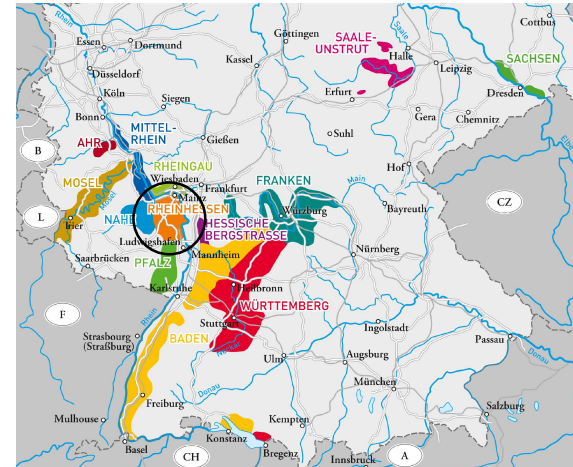 Rhein
Essen
Dortmund
Düsseldorf
Köln
Bonn
Siegen
Kassel
Göttingen
Gießen
SAALE-
UNSTRUT
Saale
Halle
Leipzig
Erfurt
Gera
Suhl
Chemnitz
Cottbus
SACHSEN
Dresden
Elbe
Hof
B
AHR
MITTEL-
RHEIN
MOSEL
Mosel
RHEINGAU
Wiesbaden
Mainz
Frankfurt
FRANKEN
Main
Würzburg
Bayreuth
CZ
L
Trier
NAHE
RHEINHESSEN
HESSISCHE
BERGSTRASSE
Ludwigshafen
Mannheim
Saarbrücken
PFALZ
Nürnberg
Karlsruhe
Heilbronn
WÜRTTEMBERG
F
Rhein
Strasbourg
(Straßburg)
BADEN
Stuttgart
Neckar
Ingolstadt
Passau
Donau
Ulm
Augsburg
Donau
München
Freiburg
Mulhouse
Basel
Konstanz
Kempten
Salzburg
CH
Bregenz
Innsbruck
A